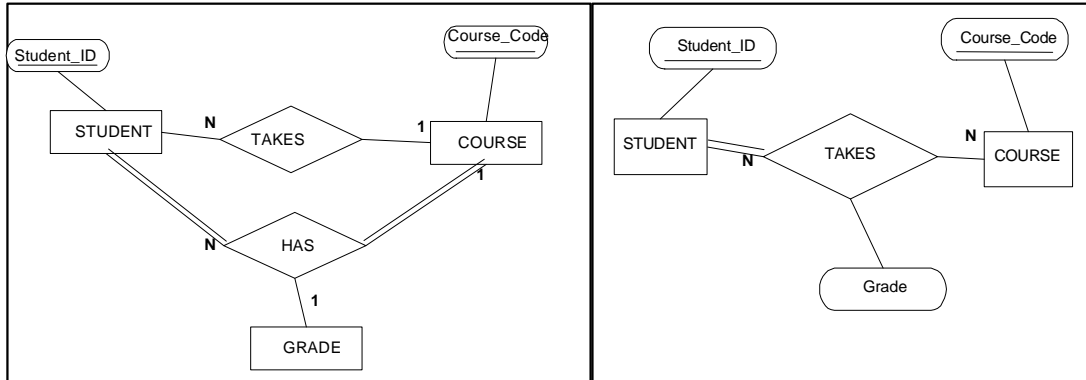 Student_ID
Course_Code
STUDENT
N
TAKES
1
COURSE
1
N
HAS
1
GRADE
Student_ID
Course_Code
STUDENT
N
TAKES
N
COURSE
Grade